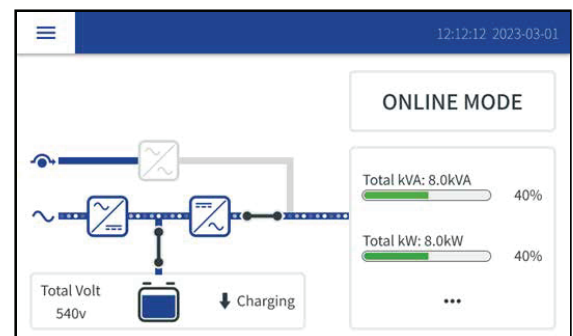 12:12:12 2023-03-01
ONLINE MODE
Total kVA: 8.0kVA
40%
Total kW: 8.0kW
40%
Total Volt
540v
Charging